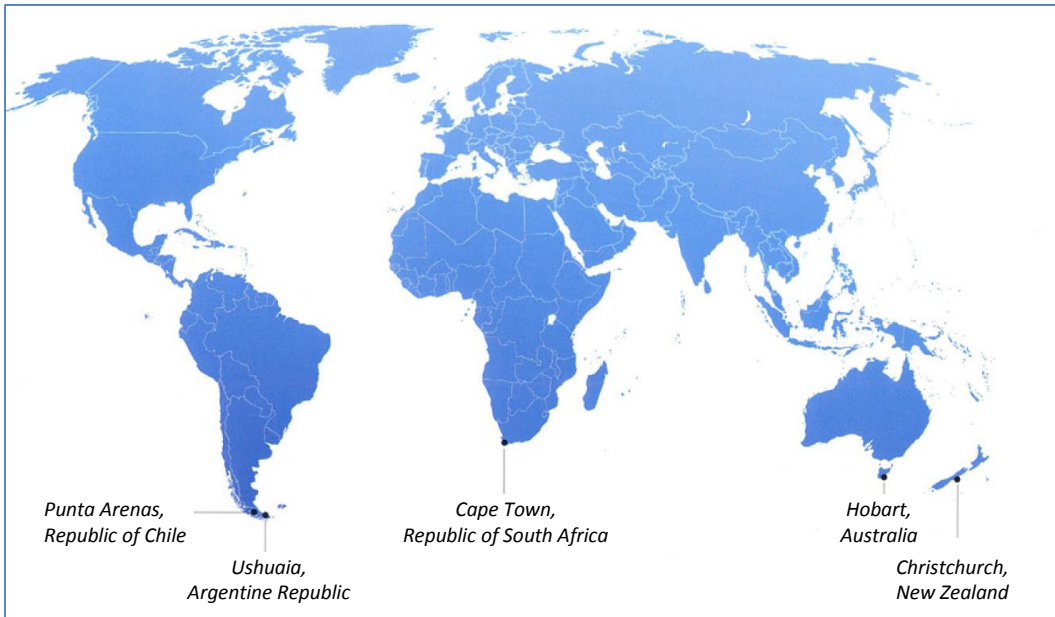 Punta Arenas,
Republic of Chile
Ushuaia,
Argentine Republic
Cape Town,
Republic of South Africa
Hobart,
Australia
Christchurch,
New Zealand